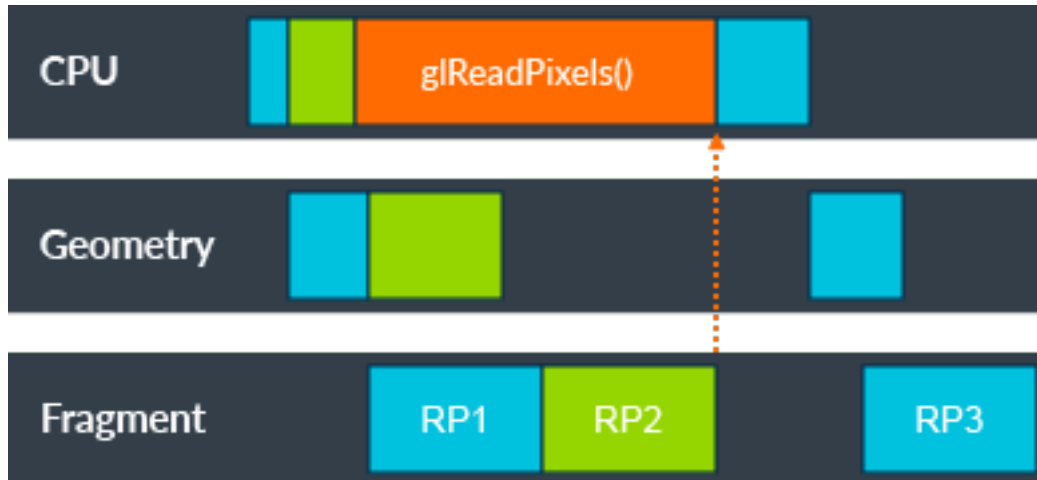 CPU
glReadPixels()
Geometry
Fragment
RP1
RP2
RP3